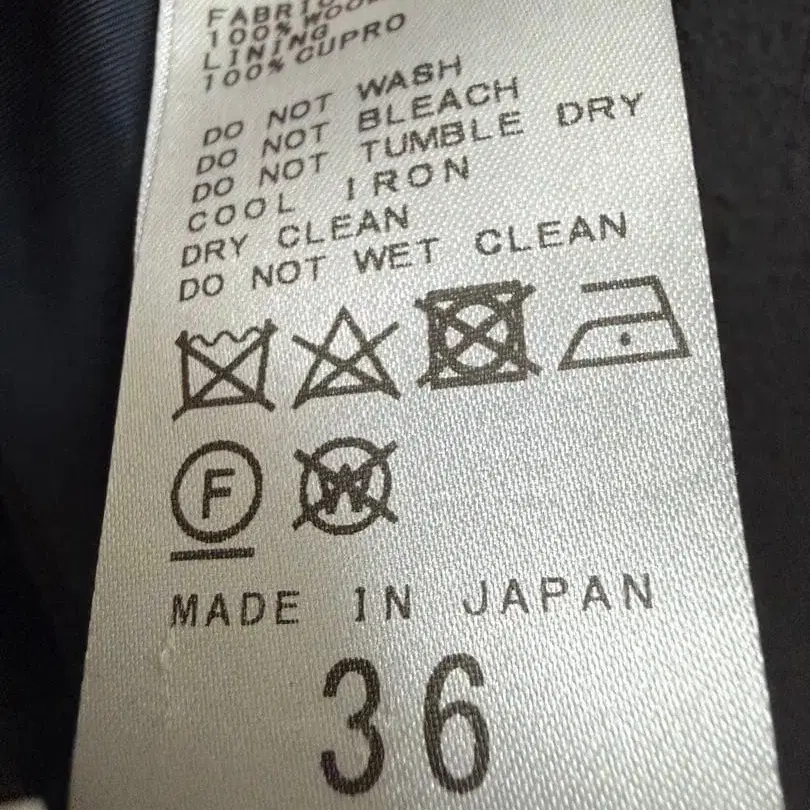 FABRIC
100% WOOL
LINING
100% CUPRO
DO NOT WASH
DO NOT BLEACH
DO NOT TUMBLE DRY
COOL IRON
DRY CLEAN
DO NOT WET CLEAN
F W
MADE IN JAPAN
36